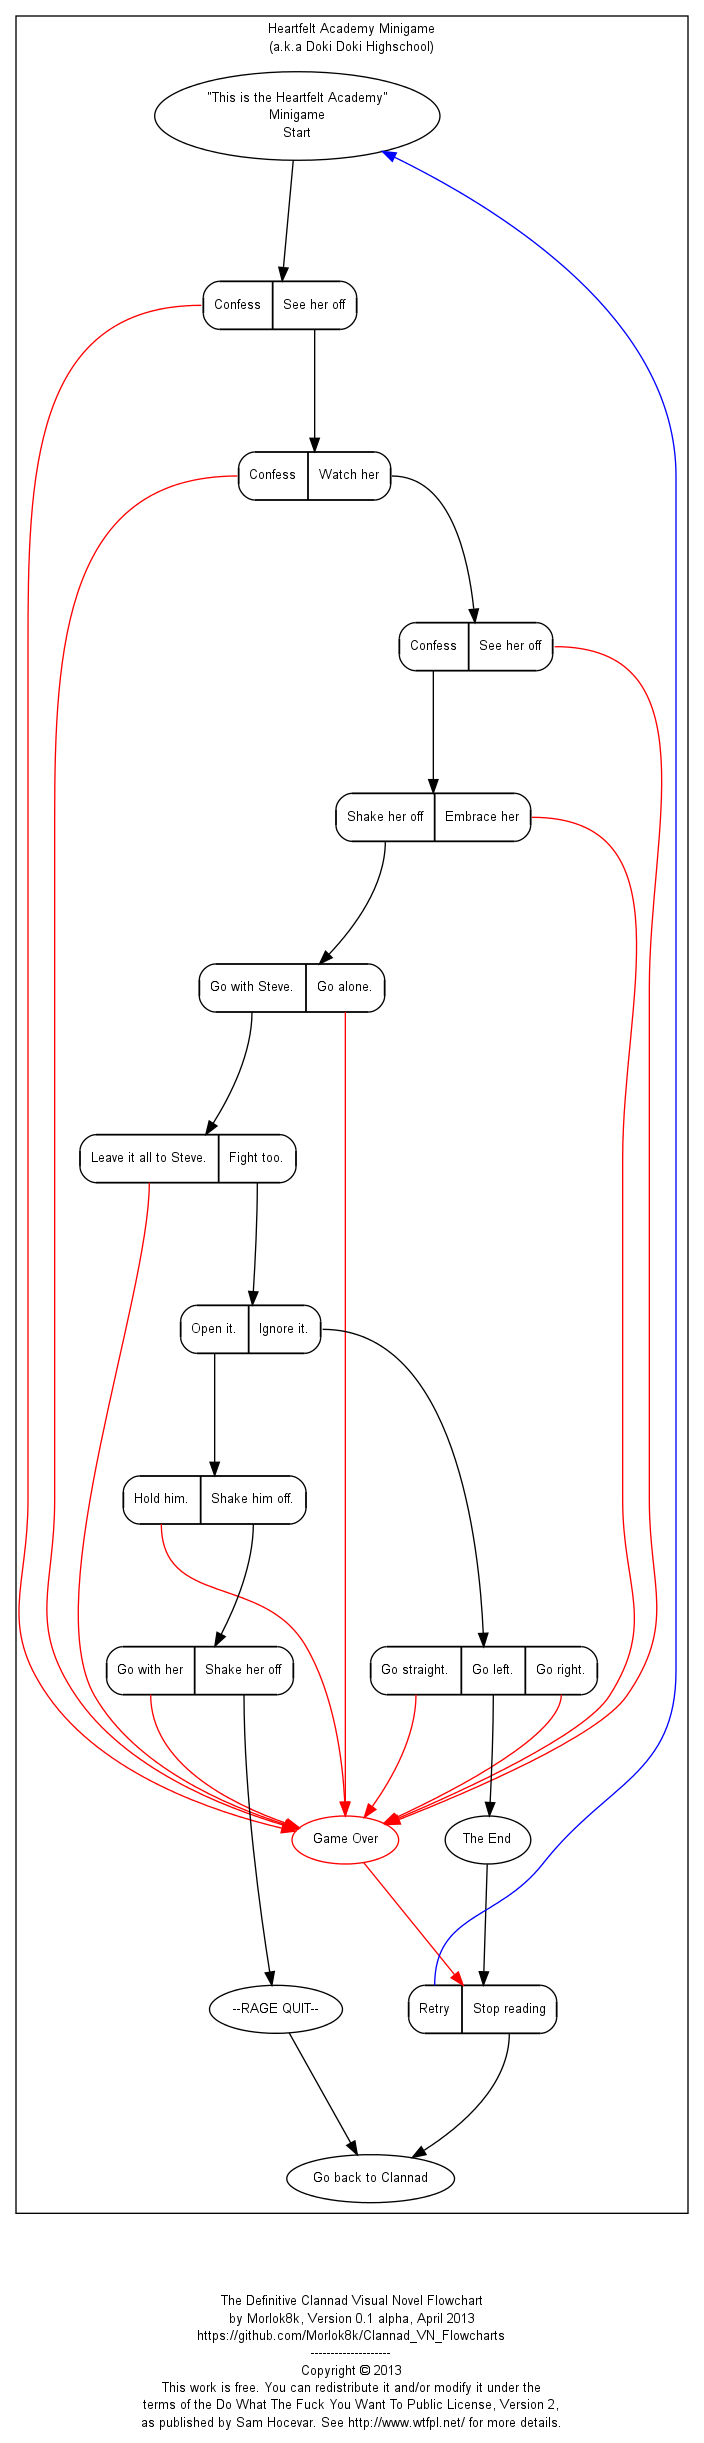 Heartfelt Academy Minigame
(a.k.a Doki Doki Highschool)
"This is the Heartfelt Academy"
Minigame
Start
Confess
See her off
Confess
Watch her
Confess
See her off
Shake her off
Embrace her
Go with Steve.
Go alone.
Leave it all to Steve.
Fight too.
Open it.
Ignore it.
Hold him.
Shake him off.
Go with her
Shake her off
Go straight.
Go left.
Go right.
Game Over
The End
--RAGE QUIT--
Retry
Stop reading
Go back to Clannad
The Definitive Clannad Visual Novel Flowchart
by Morlok8k, Version 0.1 alpha, April 2013
https://github.com/Morlok8k/Clannad_VN_Flowcharts
--------------------
Copyright © 2013
This work is free. You can redistribute it and/or modify it under the
terms of the Do What The Fuck You Want To Public License, Version 2,
as published by Sam Hocevar. See http://www.wtfpl.net/ for more details.